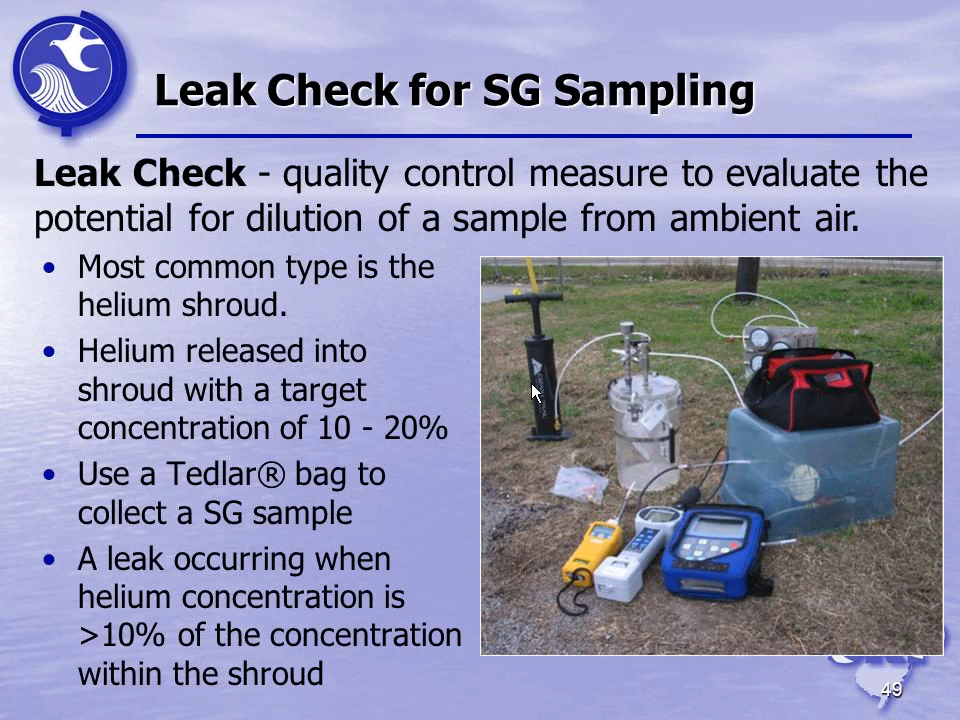 Leak Check for SG Sampling
Leak Check - quality control measure to evaluate the
potential for dilution of a sample from ambient air.
• Most common type is the
helium shroud.
• Helium released into
shroud with a target
concentration of 10 - 20%
• Use a Tedlar® bag to
collect a SG sample
• A leak occurring when
helium concentration is
>10% of the concentration
within the shroud
49